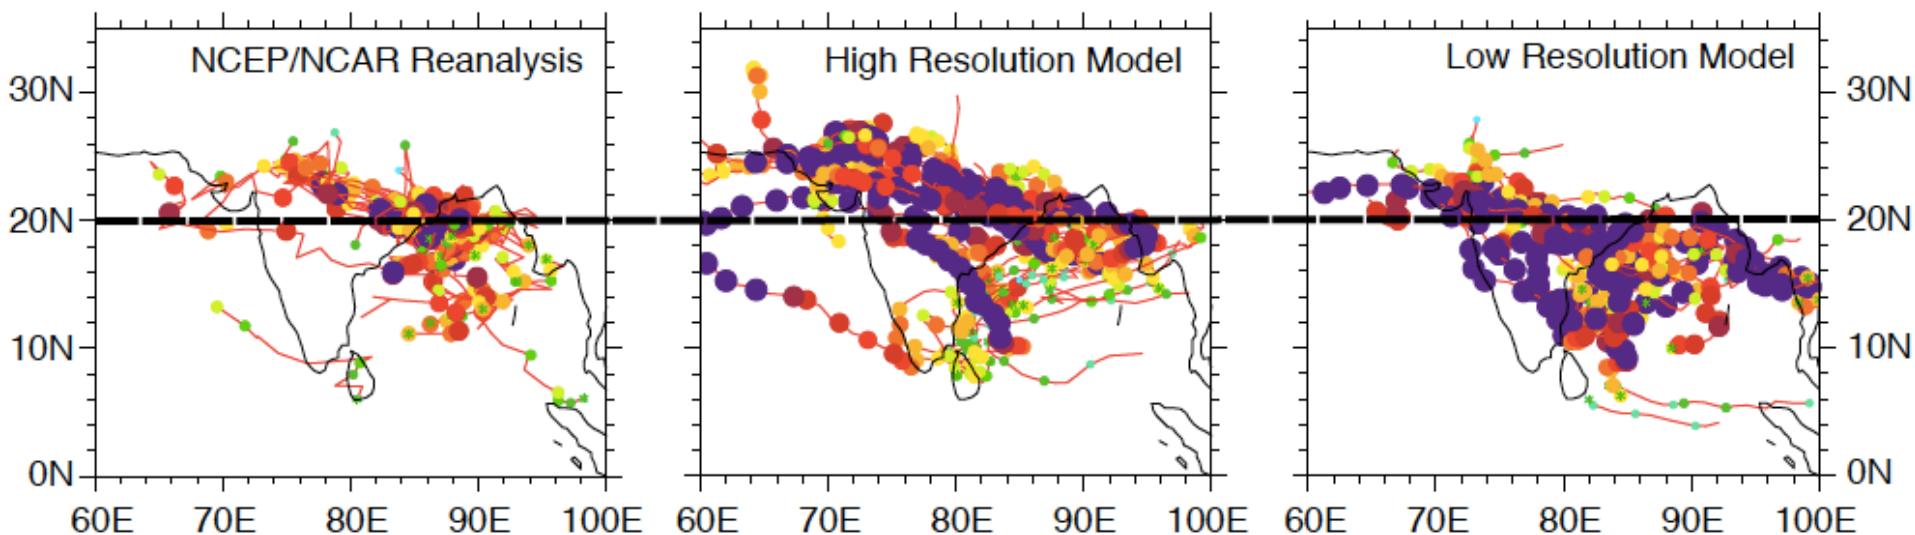 NCEP/NCAR Reanalysis High Resolution Model Low Resolution Model
30N 30N
20N 20N
10N 10N
0N 0N
60E 70E 80E 90E 100E 60E 70E 80E 90E 100E 60E 70E 80E 90E 100E